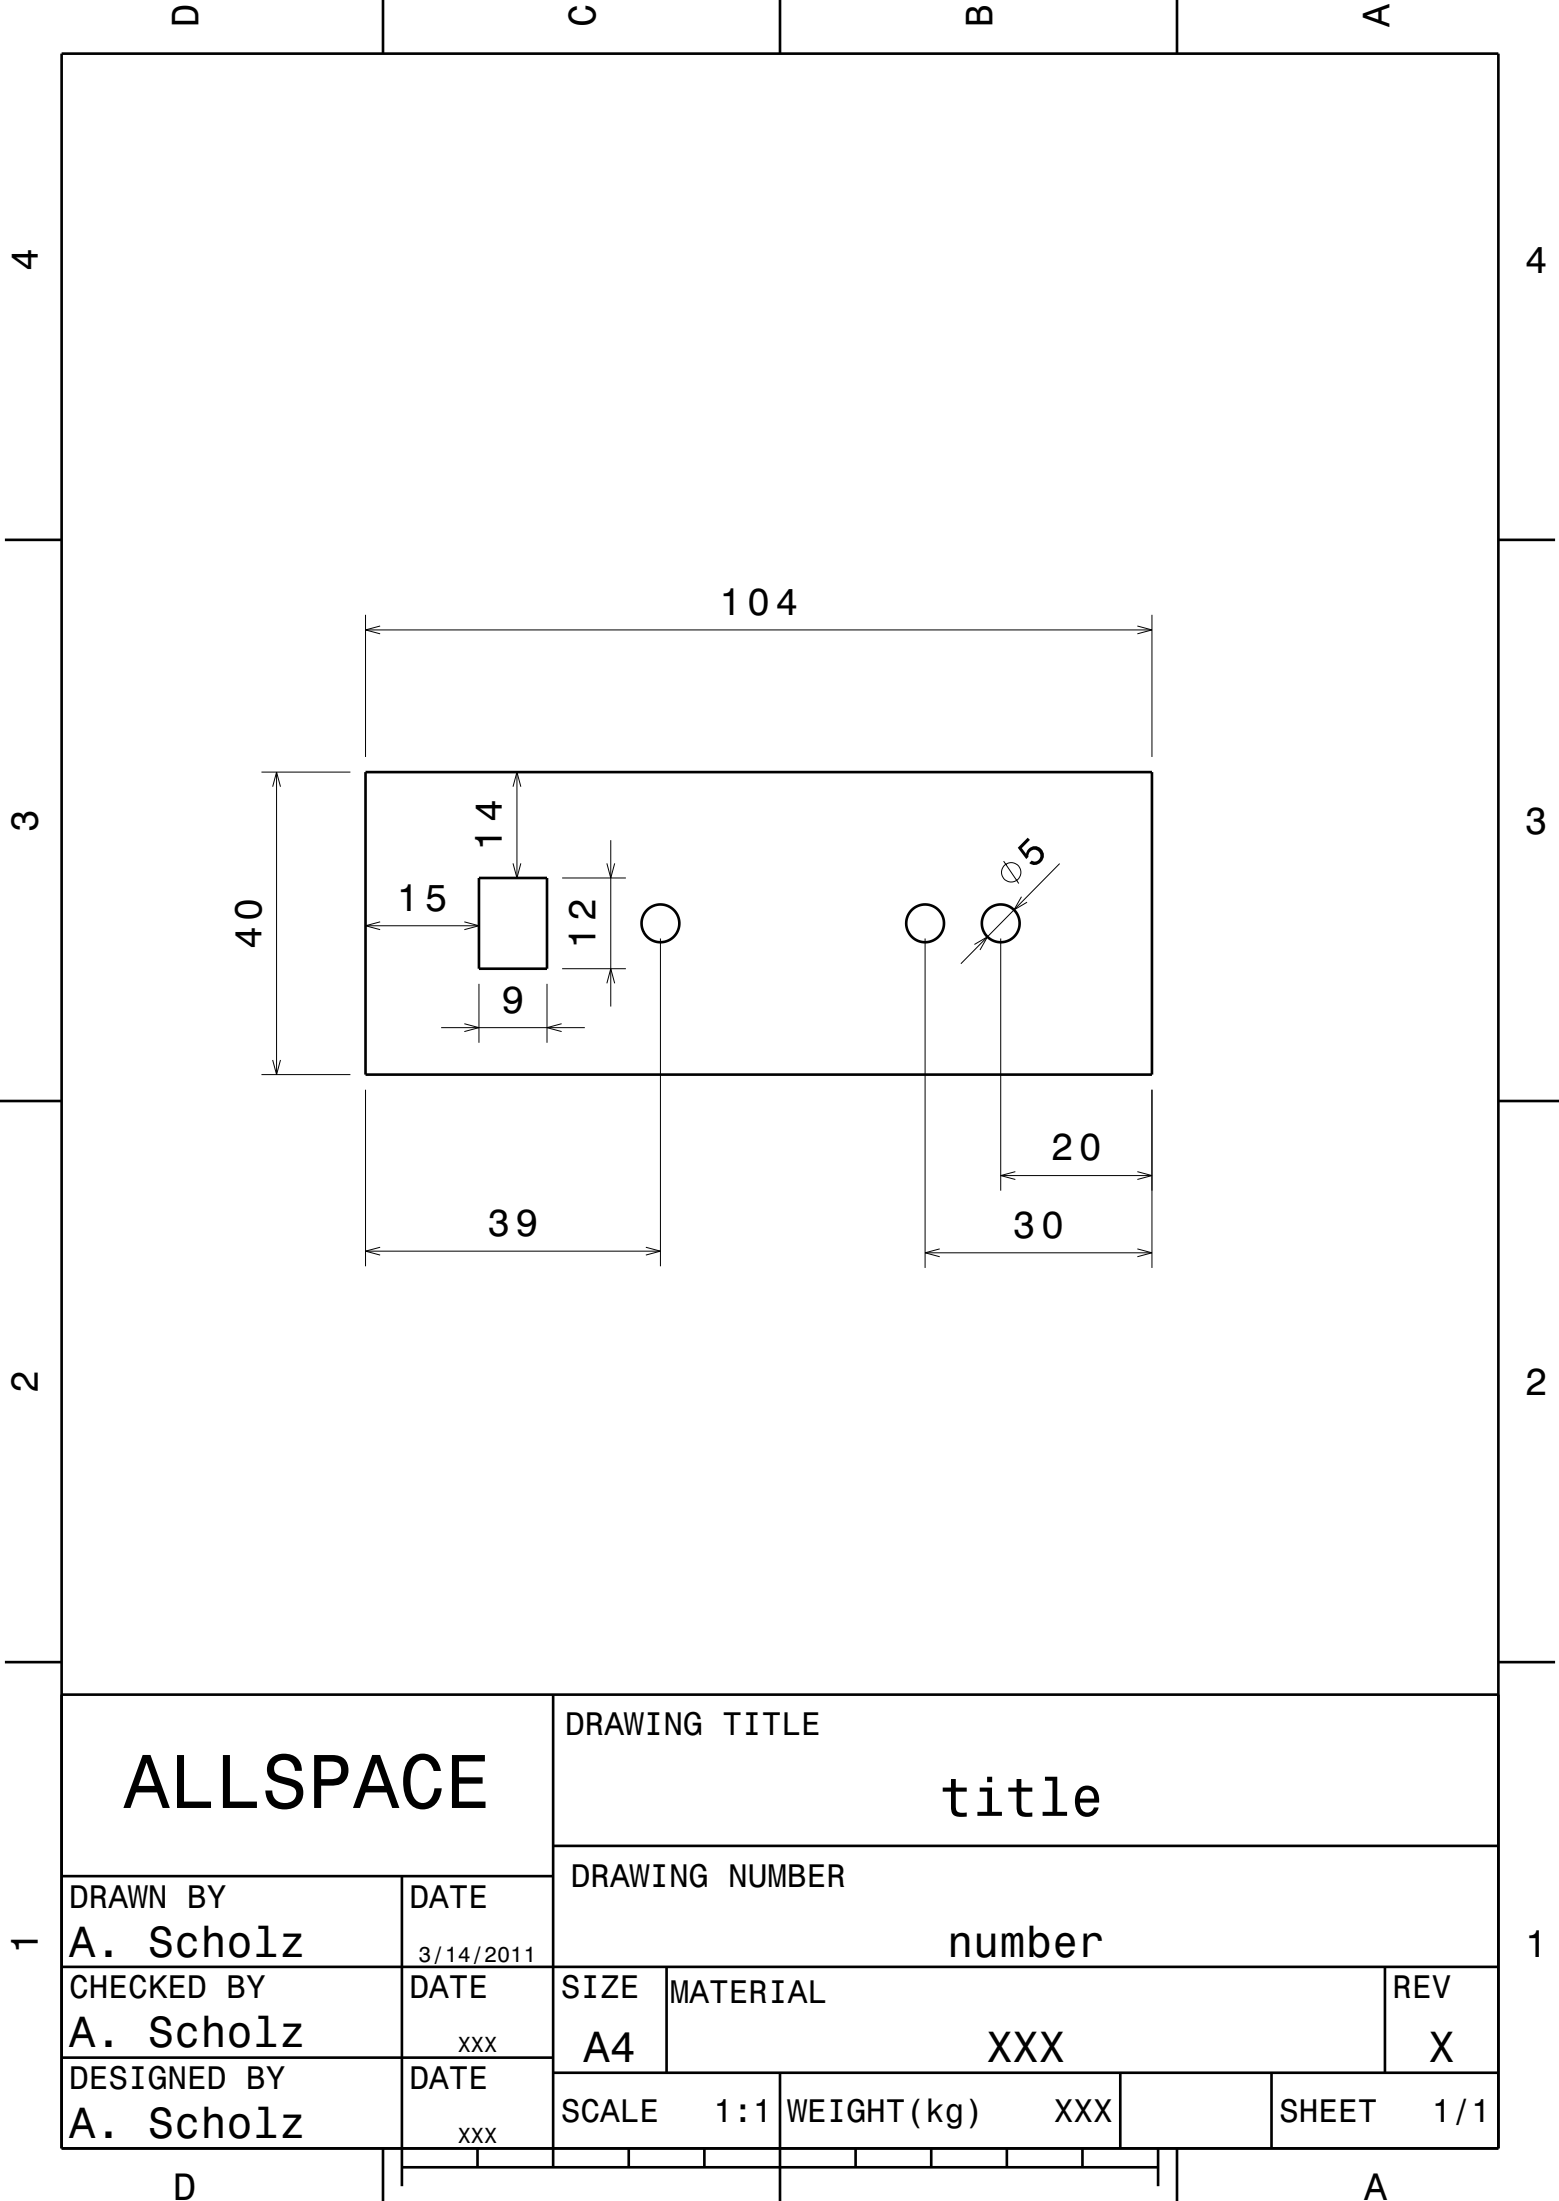 D C B A
4 4
104
3 3
14
⌀5
15
40
12
9
20
39
30
2 2
ALLSPACE
DRAWING TITLE
title
DRAWING NUMBER
number
DRAWN BY
A. Scholz
DATE
3/14/2011
CHECKED BY
A. Scholz
DATE
XXX
DESIGNED BY
A. Scholz
DATE
XXX
SIZE
A4
MATERIAL
XXX
REV
X
SCALE 1:1
WEIGHT(kg) XXX
SHEET 1/1
1 1
D A